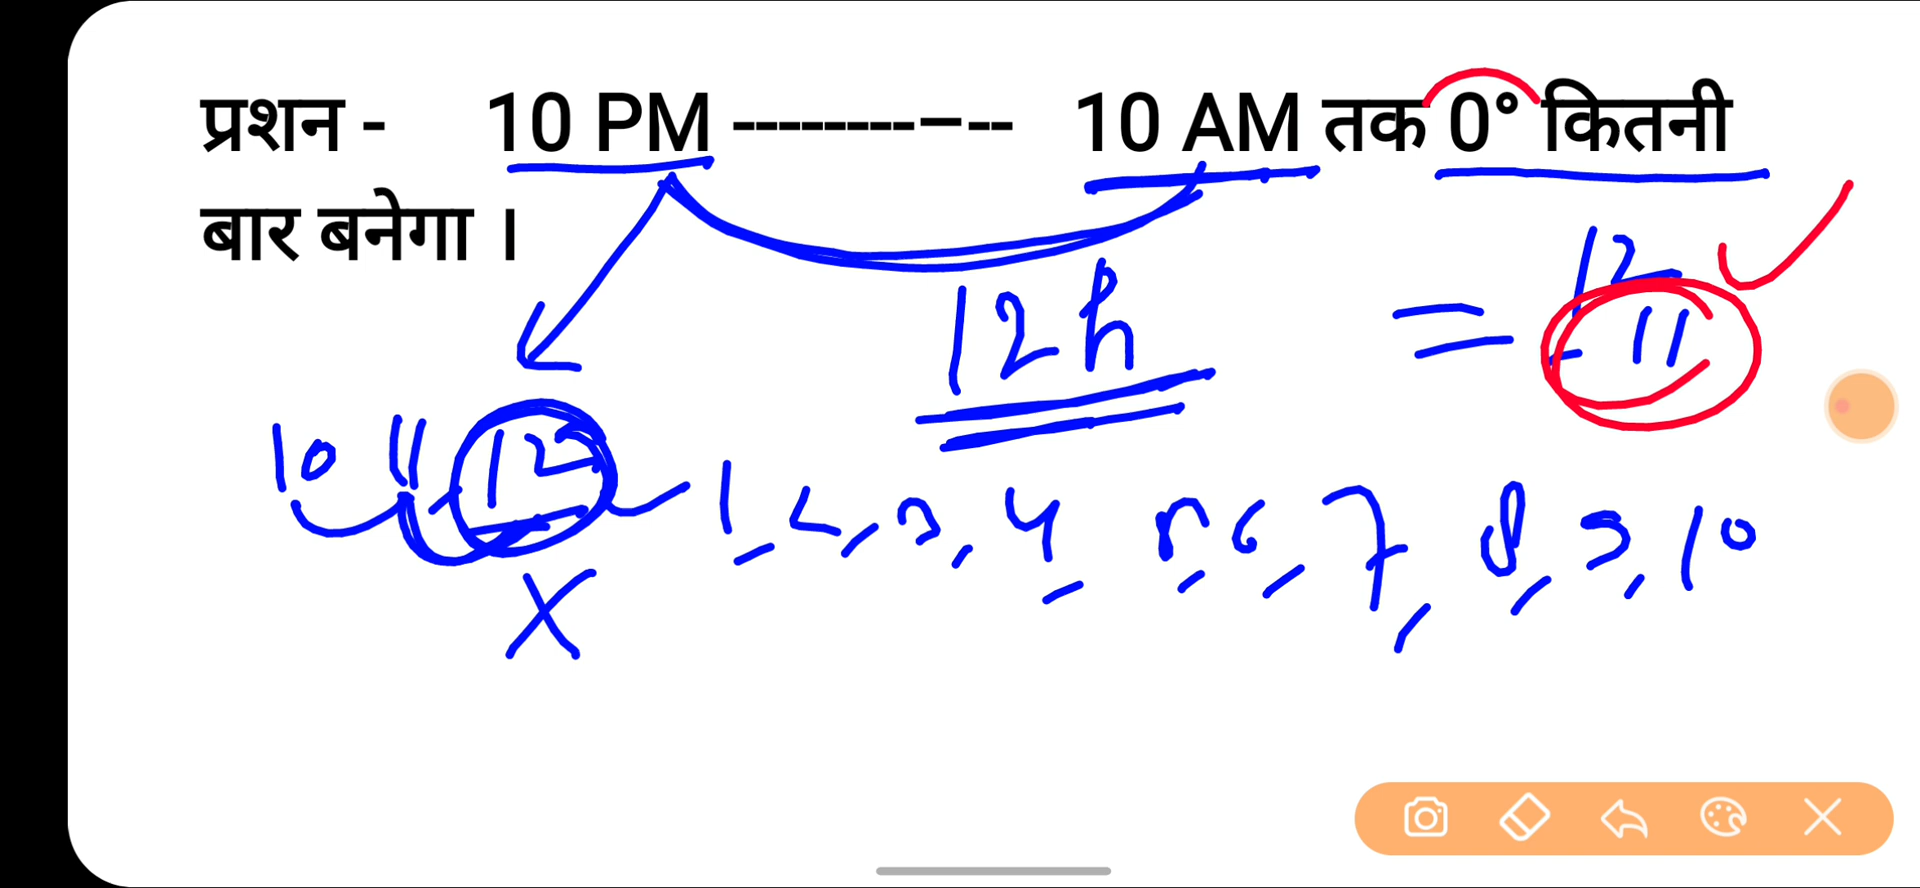 प्रशन - 10 PM ----------–-- 10 AM तक 0° कितनी
बार बनेगा ।
12h
= 12
- 11
10 11 12 1 2, 3, 4 5 6 7, 8, 9, 10
X